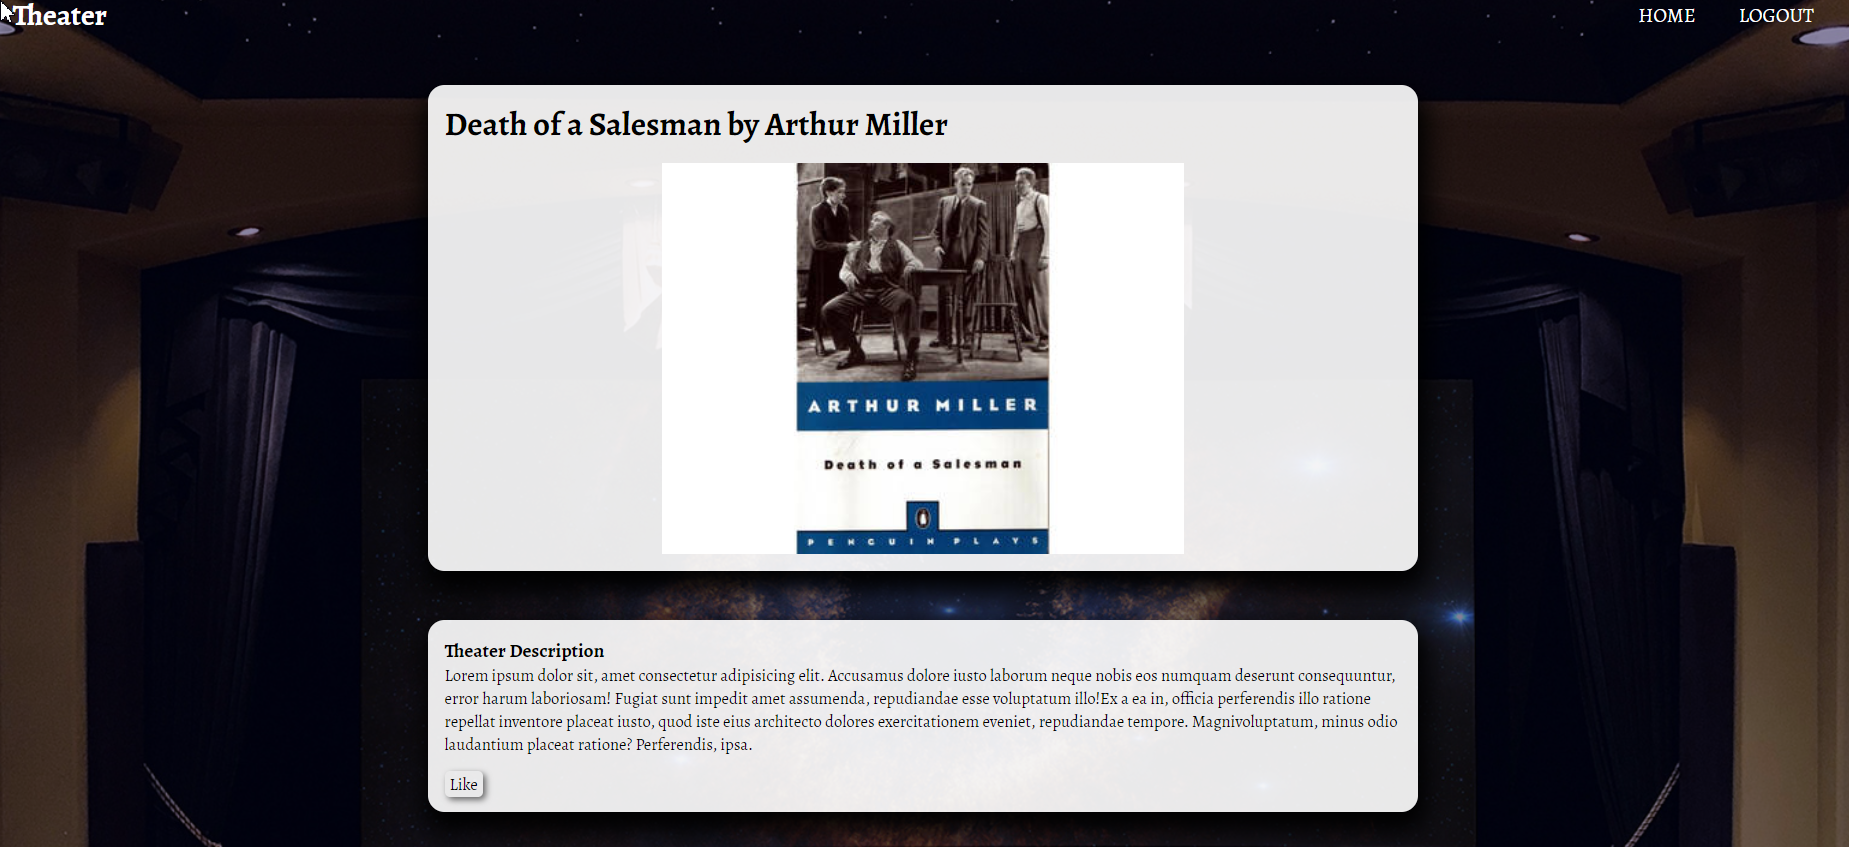 Theater
HOME LOGOUT
Death of a Salesman by Arthur Miller
ARTHUR MILLER
Death of a Salesman
PENGUIN PLAYS
Theater Description
Lorem ipsum dolor sit, amet consectetur adipisicing elit. Accusamus dolore iusto laborum neque nobis eos numquam deserunt consequuntur,
error harum laboriosam! Fugiat sunt impedit amet assumenda, repudiandae esse voluptatum illo!Ex a ea in, officia perferendis illo ratione
repellat inventore placeat iusto, quod iste eius architecto dolores exercitationem eveniet, repudiandae tempore. Magnivoluptatum, minus odio
laudantium placeat ratione? Perferendis, ipsa.
Like